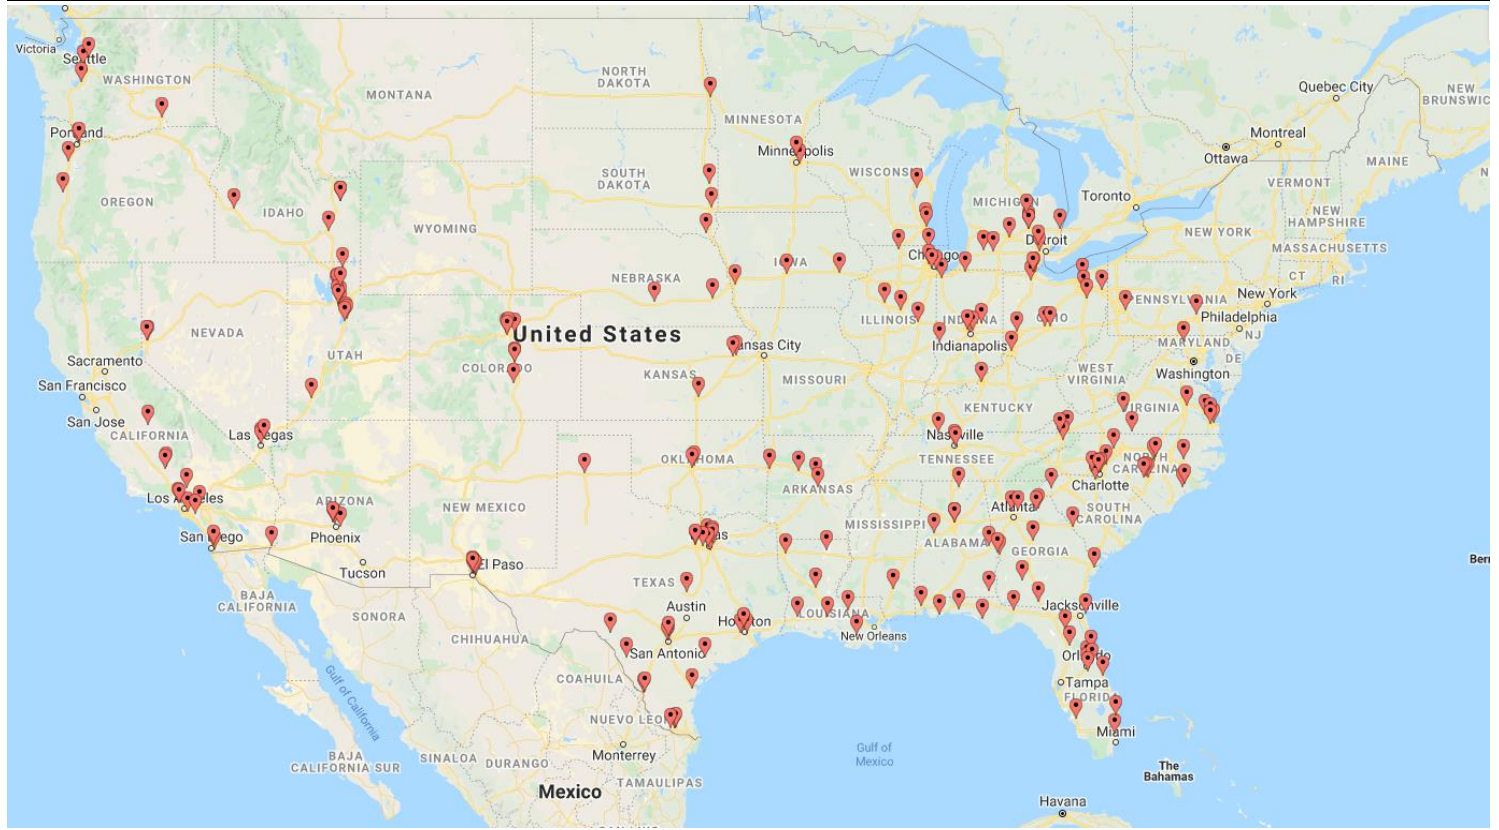 Victoria
Seattle
WASHINGTON
MONTANA
NORTH
DAKOTA
MINNESOTA
Quebec City
NEW
BRUNSWIC
Portland
Minneapolis
Montreal
Ottawa
MAINE
OREGON
IDAHO
SOUTH
DAKOTA
WISCONS
MICHIGAN
Toronto
VERMONT
NEW
HAMPSHIRE
WYOMING
NEW YORK
MASSACHUSETTS
Detroit
Chicago
IOWA
NEBRASKA
CT
RI
NEVADA
United States
ILLINOIS
INDIANA
OHIO
PENNSYLVANIA
New York
Philadelphia
NJ
Sacramento
UTAH
COLORADO
Kansas City
Indianapolis
MARYLAND
DE
San Francisco
KANSAS
MISSOURI
WEST
VIRGINIA
Washington
San Jose
CALIFORNIA
Las Vegas
KENTUCKY
VIRGINIA
Nashville
TENNESSEE
OKLAHOMA
NORTH
CAROLINA
Los Angeles
ARIZONA
NEW MEXICO
ARKANSAS
Charlotte
Atlanta
SOUTH
CAROLINA
San Diego
Phoenix
Dallas
MISSISSIPPI
ALABAMA
GEORGIA
Tucson
El Paso
TEXAS
Berr
BAJA
CALIFORNIA
SONORA
CHIHUAHUA
Austin
Houston
LOUISIANA
New Orleans
Jacksonville
San Antonio
COAHUILA
Orlando
Tampa
FLORID
Gulf of California
NUEVO LEON
Monterrey
Miami
BAJA
CALIFORNIA SUR
SINALOA
DURANGO
TAMAULIPAS
Gulf of
Mexico
The
Bahamas
Mexico
Havana